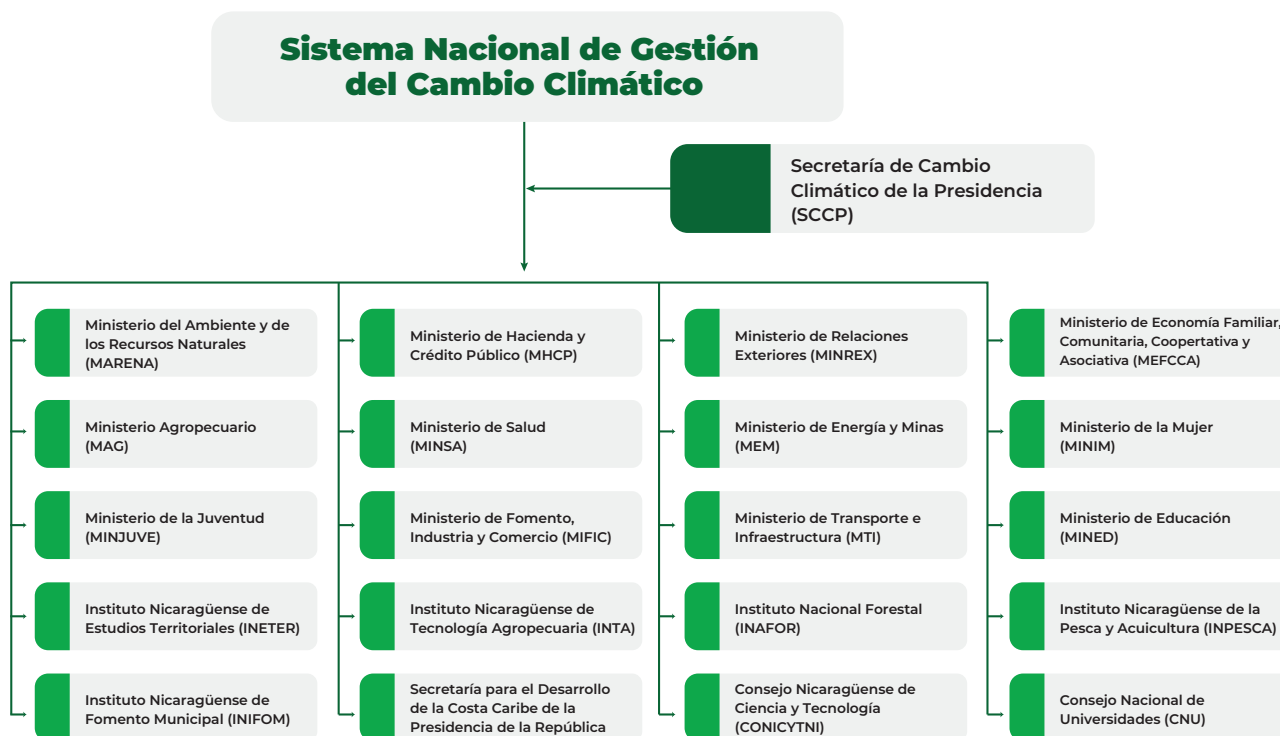 Sistema Nacional de Gestión
del Cambio Climático
Secretaría de Cambio
Climático de la Presidencia
(SCCP)
Ministerio del Ambiente y de
los Recursos Naturales
(MARENA)
Ministerio de Hacienda y
Crédito Público (MHCP)
Ministerio de Relaciones
Exteriores (MINREX)
Ministerio de Economía Familiar,
Comunitaria, Coopertativa y
Asociativa (MEFCCA)
Ministerio Agropecuario
(MAG)
Ministerio de Salud
(MINSA)
Ministerio de Energía y Minas
(MEM)
Ministerio de la Mujer
(MINIM)
Ministerio de la Juventud
(MINJUVE)
Ministerio de Fomento,
Industria y Comercio (MIFIC)
Ministerio de Transporte e
Infraestructura (MTI)
Ministerio de Educación
(MINED)
Instituto Nicaragüense de
Estudios Territoriales (INETER)
Instituto Nicaragüense de
Tecnología Agropecuaria (INTA)
Instituto Nacional Forestal
(INAFOR)
Instituto Nicaragüense de la
Pesca y Acuicultura (INPESCA)
Instituto Nicaragüense de
Fomento Municipal (INIFOM)
Secretaría para el Desarrollo
de la Costa Caribe de la
Presidencia de la República
Consejo Nicaragüense de
Ciencia y Tecnología
(CONICYTNI)
Consejo Nacional de
Universidades (CNU)